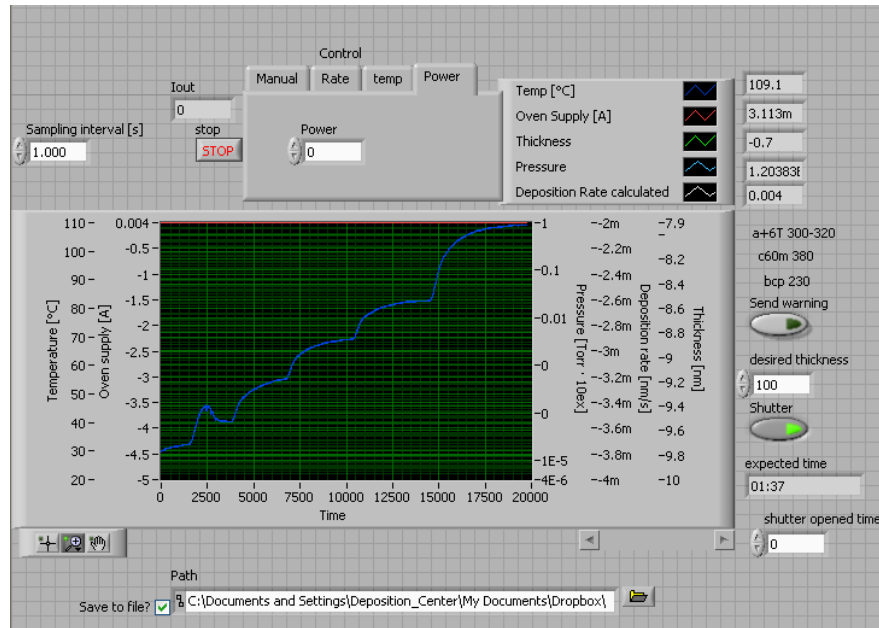 Control
Manual Rate temp Power
Iout
0
Sampling interval [s]
1.000
stop
STOP
Power
0
Temp [°C] 109.1
Oven Supply [A] 3.113m
Thickness -0.7
Pressure 1.20383E
Deposition Rate calculated 0.004
Temperature [°C]
110
100
90
80
70
60
50
40
30
20
Oven supply [A]
0.004
-0.5
-1
-1.5
-2
-2.5
-3
-3.5
-4
-4.5
-5
0 2500 5000 7500 10000 12500 15000 17500 20000
Time
1
0.1
0.01
0
0
1E-5
4E-6
Pressure [Torr · 10ex]
-2m
-2.2m
-2.4m
-2.6m
-2.8m
-3m
-3.2m
-3.4m
-3.6m
-3.8m
-4m
Deposition rate [nm/s]
-7.9
-8.2
-8.4
-8.6
-8.8
-9
-9.2
-9.4
-9.6
-9.8
-10
Thickness [nm]
a+6T 300-320
c60m 380
bcp 230
Send warning
desired thickness
100
Shutter
expected time
01:37
shutter opened time
0
Path
Save to file? C:\Documents and Settings\Deposition_Center\My Documents\Dropbox\